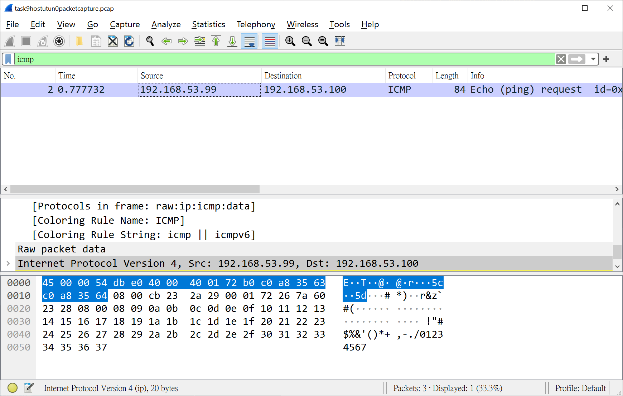 task9hostutun0packetcapture.pcap
File Edit View Go Capture Analyze Statistics Telephony Wireless Tools Help
icmp
No. Time Source Destination Protocol Length Info
2 0.777732 192.168.53.99 192.168.53.100 ICMP 84 Echo (ping) request id=0x
[Protocols in frame: raw:ip:icmp:data]
[Coloring Rule Name: ICMP]
[Coloring Rule String: icmp || icmpv6]
Raw packet data
Internet Protocol Version 4, Src: 192.168.53.99, Dst: 192.168.53.100
0000 45 00 00 54 db e0 40 00 40 01 72 b0 c0 a8 35 63 E··T··@· @·r···5c
0010 c0 a8 35 64 08 00 cb 23 2a 29 00 01 72 26 7a 60 ··5d···# *)··r&z`
0020 23 28 08 00 08 09 0a 0b 0c 0d 0e 0f 10 11 12 13 #(······ ········
0030 14 15 16 17 18 19 1a 1b 1c 1d 1e 1f 20 21 22 23 ········ ···· !"#
0040 24 25 26 27 28 29 2a 2b 2c 2d 2e 2f 30 31 32 33 $%&'()*+ ,-./0123
0050 34 35 36 37 4567
Internet Protocol Version 4 (ip), 20 bytes Packets: 3 · Displayed: 1 (33.3%) Profile: Default